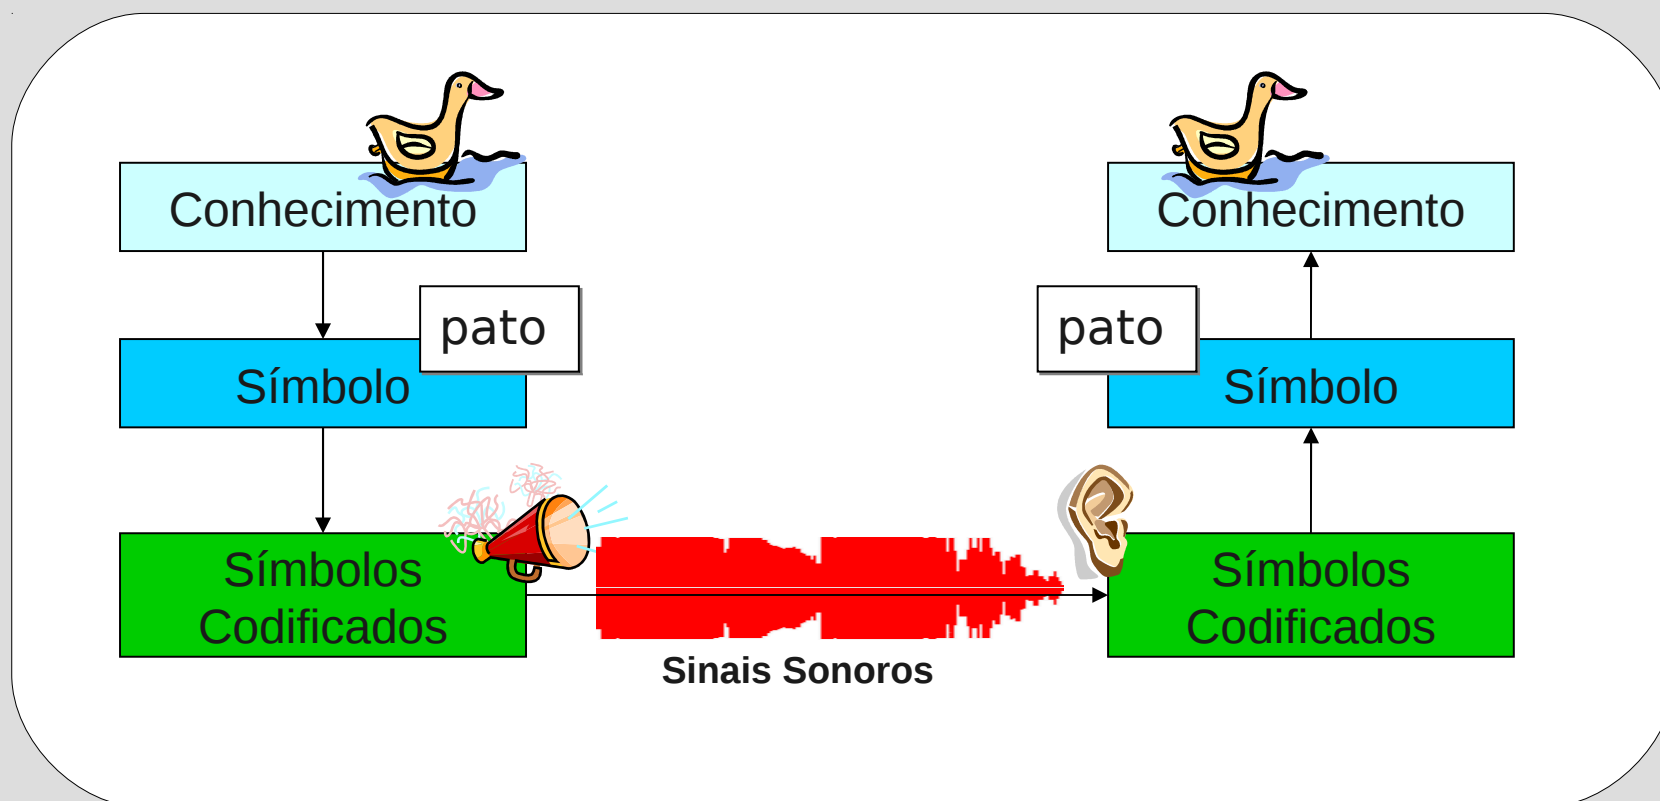 Conhecimento
pato
Símbolo
Símbolos
Codificados
Sinais Sonoros
Conhecimento
pato
Símbolo
Símbolos
Codificados